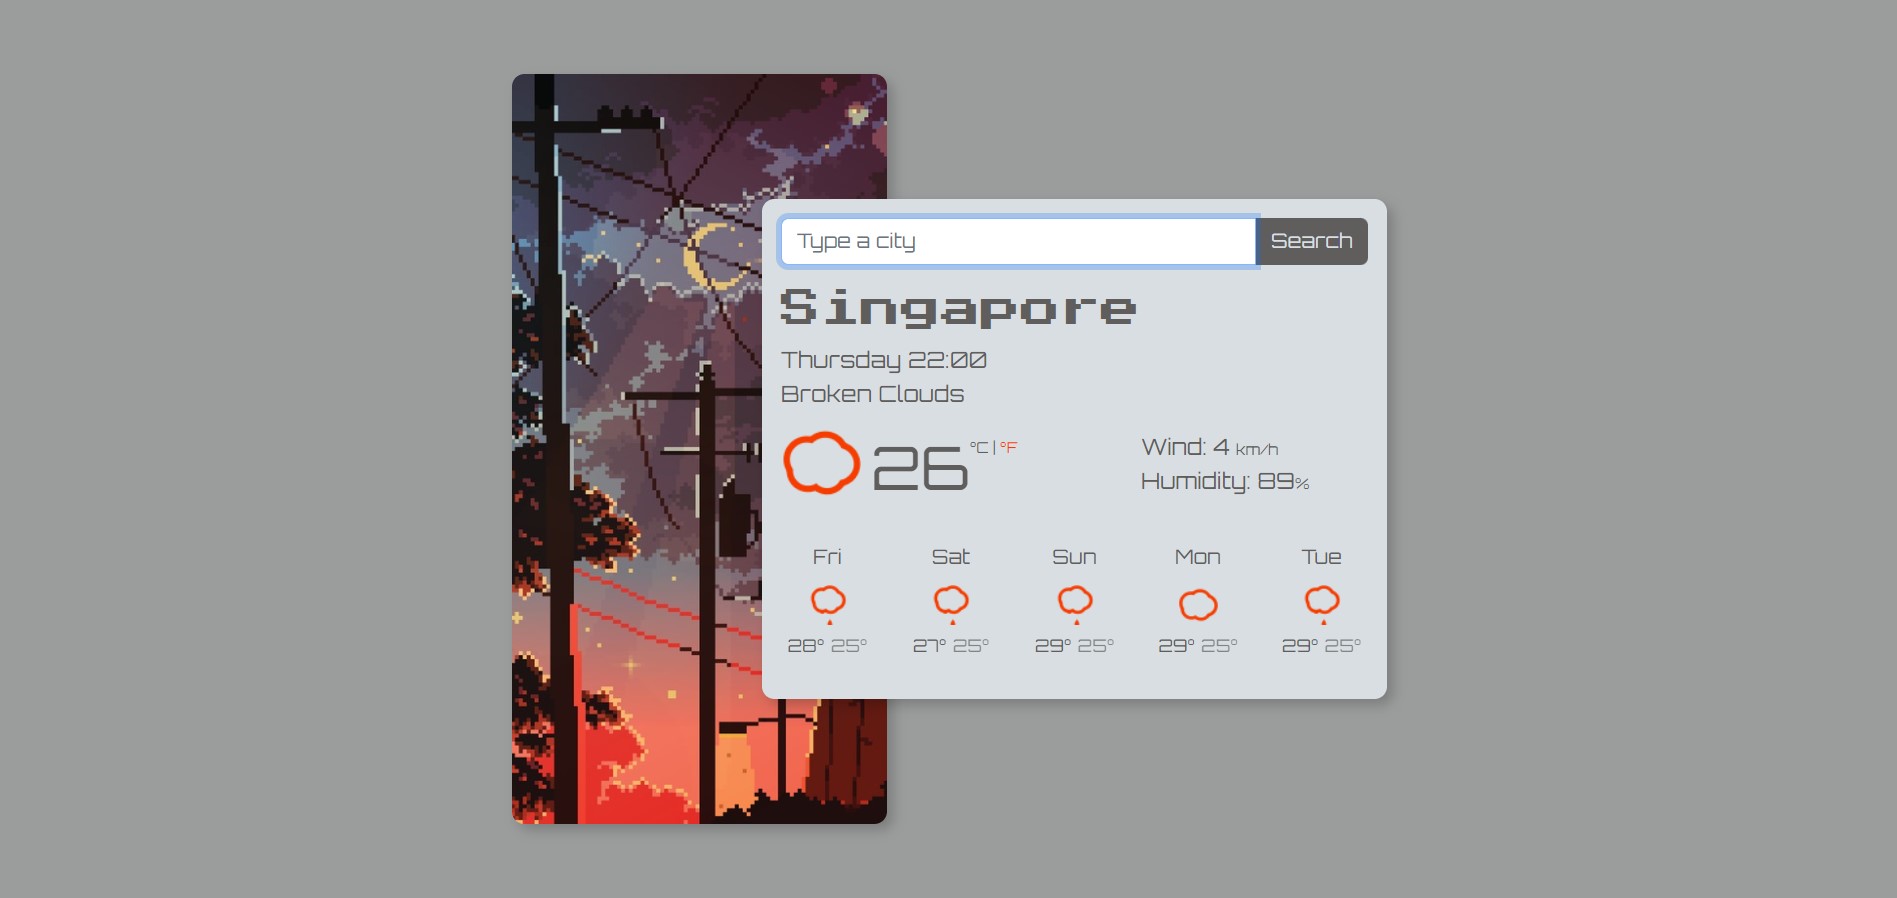 Type a city Search
Singapore
Thursday 22:00
Broken Clouds
26 °C | °F
Wind: 4 km/h
Humidity: 89%
Fri Sat Sun Mon Tue
28° 25° 27° 25° 29° 25° 29° 25° 29° 25°